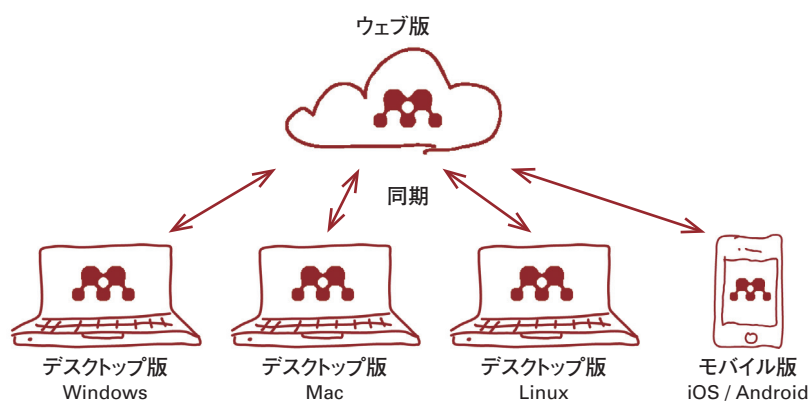 ウェブ版
同期
デスクトップ版
Windows
デスクトップ版
Mac
デスクトップ版
Linux
モバイル版
iOS / Android